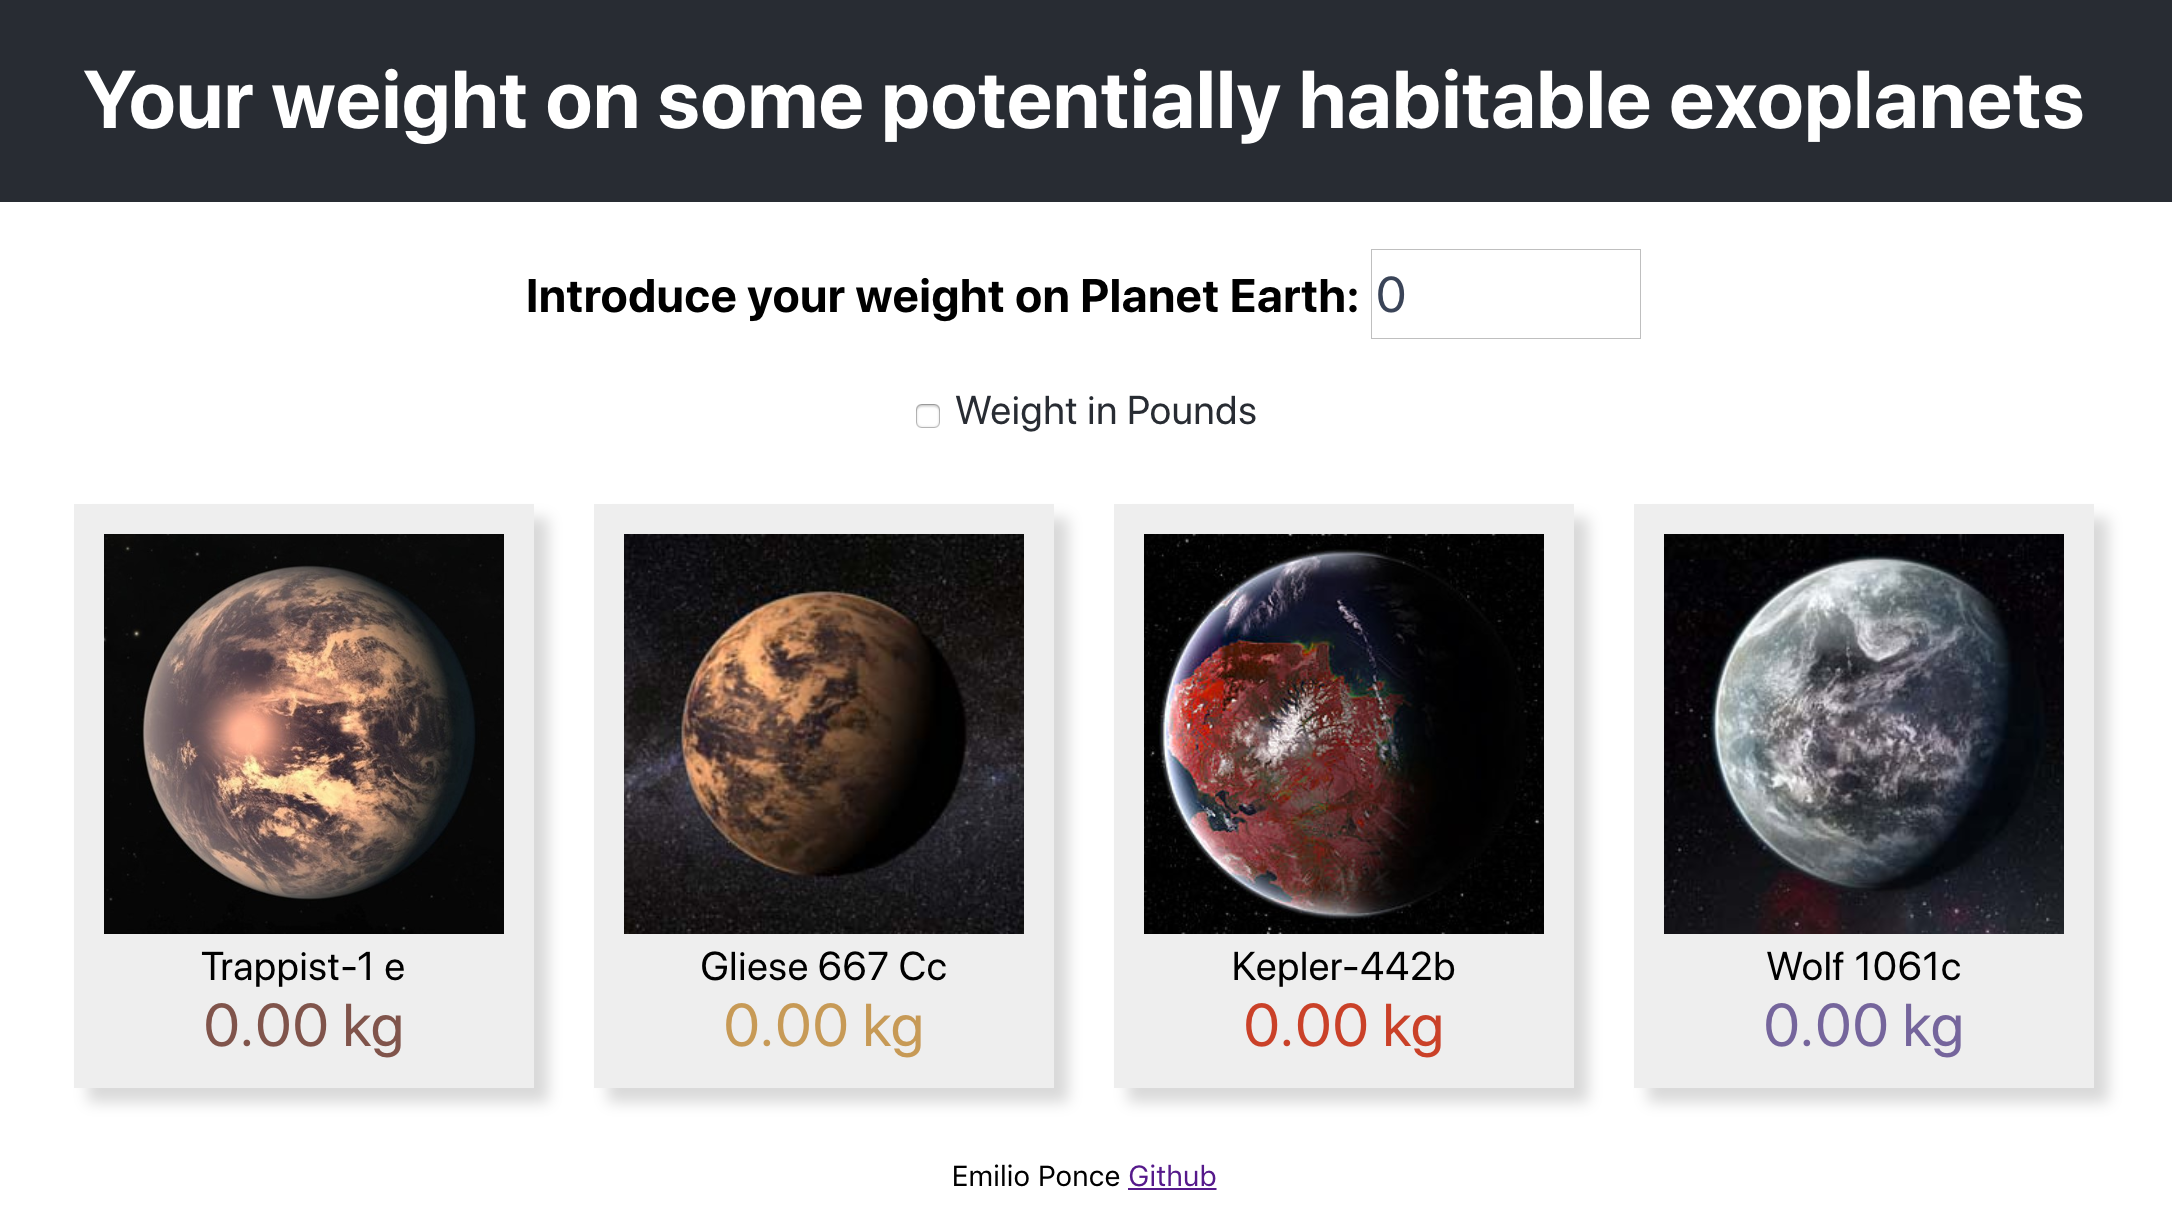 Your weight on some potentially habitable exoplanets
Introduce your weight on Planet Earth: 0
Weight in Pounds
Trappist-1 e
0.00 kg
Gliese 667 Cc
0.00 kg
Kepler-442b
0.00 kg
Wolf 1061c
0.00 kg
Emilio Ponce Github